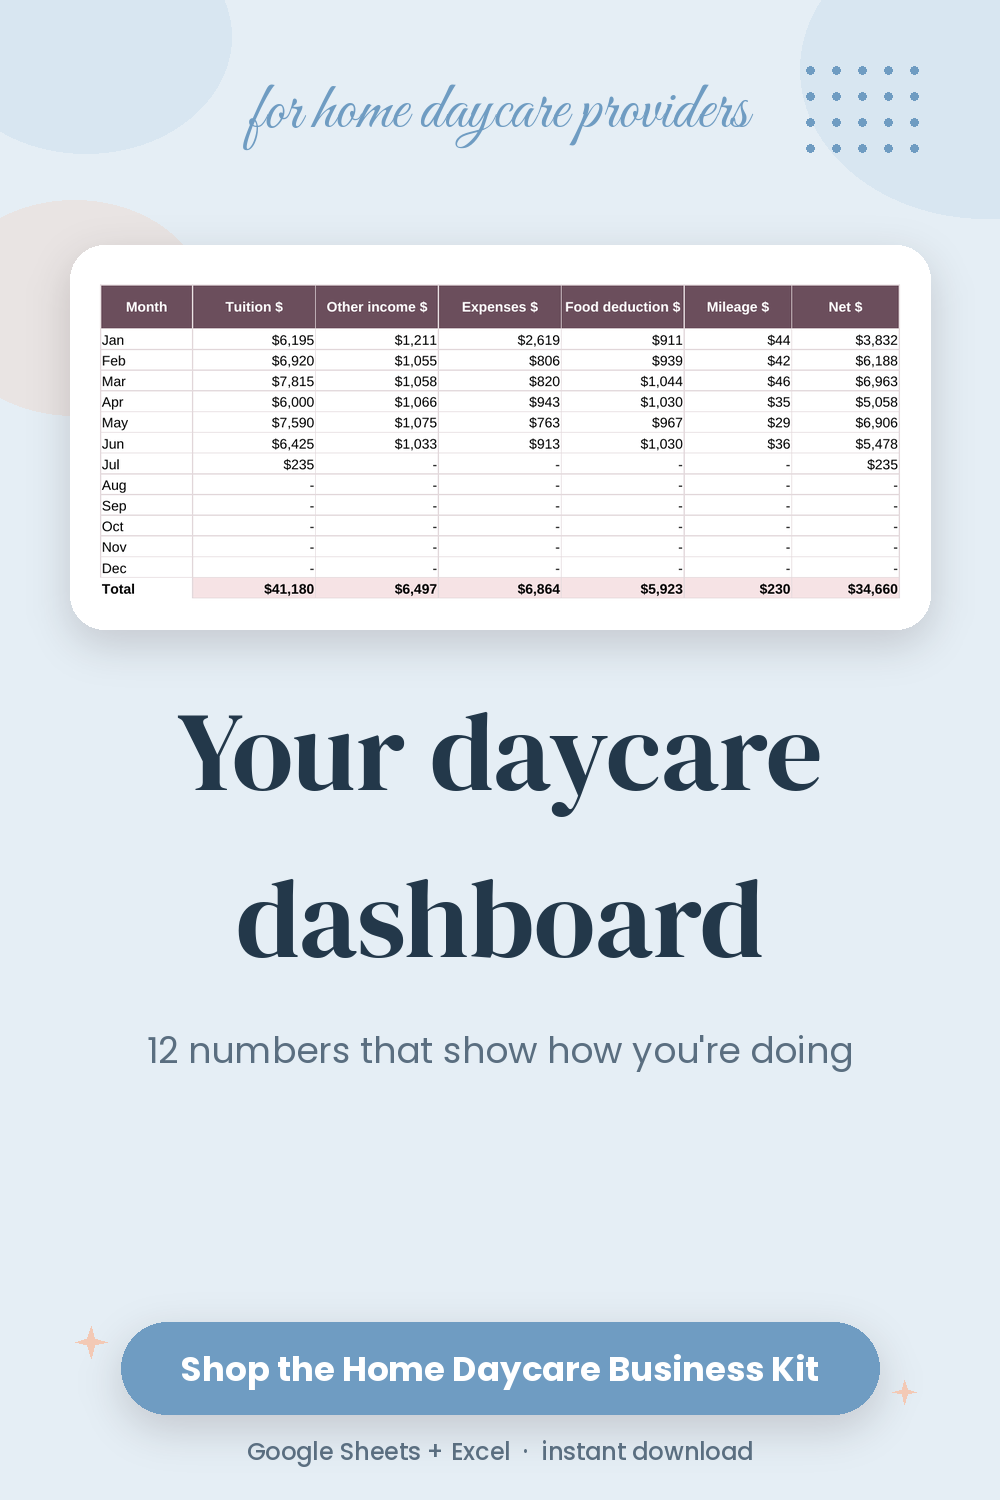 for home daycare providers
Month Tuition $ Other income $ Expenses $ Food deduction $ Mileage $ Net $
Jan $6,195 $1,211 $2,619 $911 $44 $3,832
Feb $6,920 $1,055 $806 $939 $42 $6,188
Mar $7,815 $1,058 $820 $1,044 $46 $6,963
Apr $6,000 $1,066 $943 $1,030 $35 $5,058
May $7,590 $1,075 $763 $967 $29 $6,906
Jun $6,425 $1,033 $913 $1,030 $36 $5,478
Jul $235 - - - - $235
Aug - - - - - -
Sep - - - - - -
Oct - - - - - -
Nov - - - - - -
Dec - - - - - -
Total $41,180 $6,497 $6,864 $5,923 $230 $34,660
Your daycare
dashboard
12 numbers that show how you're doing
Shop the Home Daycare Business Kit
Google Sheets + Excel · instant download